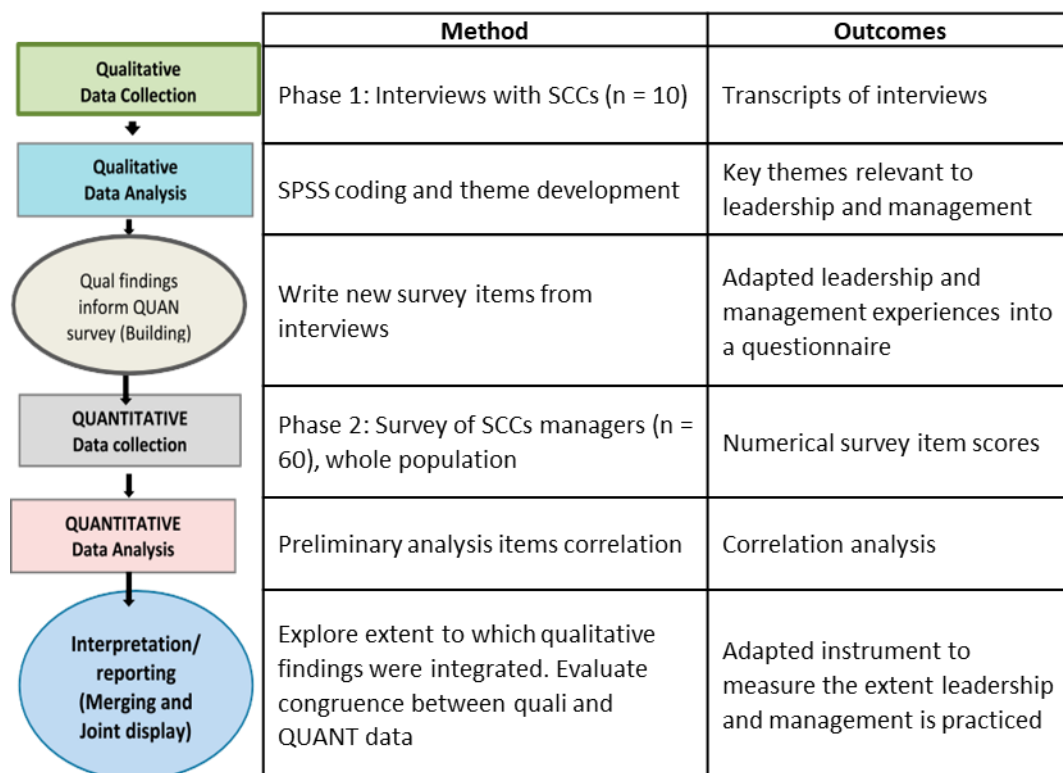 Method
Outcomes
Qualitative
Data Collection
Phase 1: Interviews with SCCs (n = 10)
Transcripts of interviews
Qualitative
Data Analysis
SPSS coding and theme development
Key themes relevant to
leadership and management
Qual findings
inform QUAN
survey (Building)
Write new survey items from
interviews
Adapted leadership and
management experiences into
a questionnaire
QUANTITATIVE
Data collection
Phase 2: Survey of SCCs managers (n =
60), whole population
Numerical survey item scores
QUANTITATIVE
Data Analysis
Preliminary analysis items correlation
Correlation analysis
Interpretation/
reporting
(Merging and
Joint display)
Explore extent to which qualitative
findings were integrated. Evaluate
congruence between quali and
QUANT data
Adapted instrument to
measure the extent leadership
and management is practiced